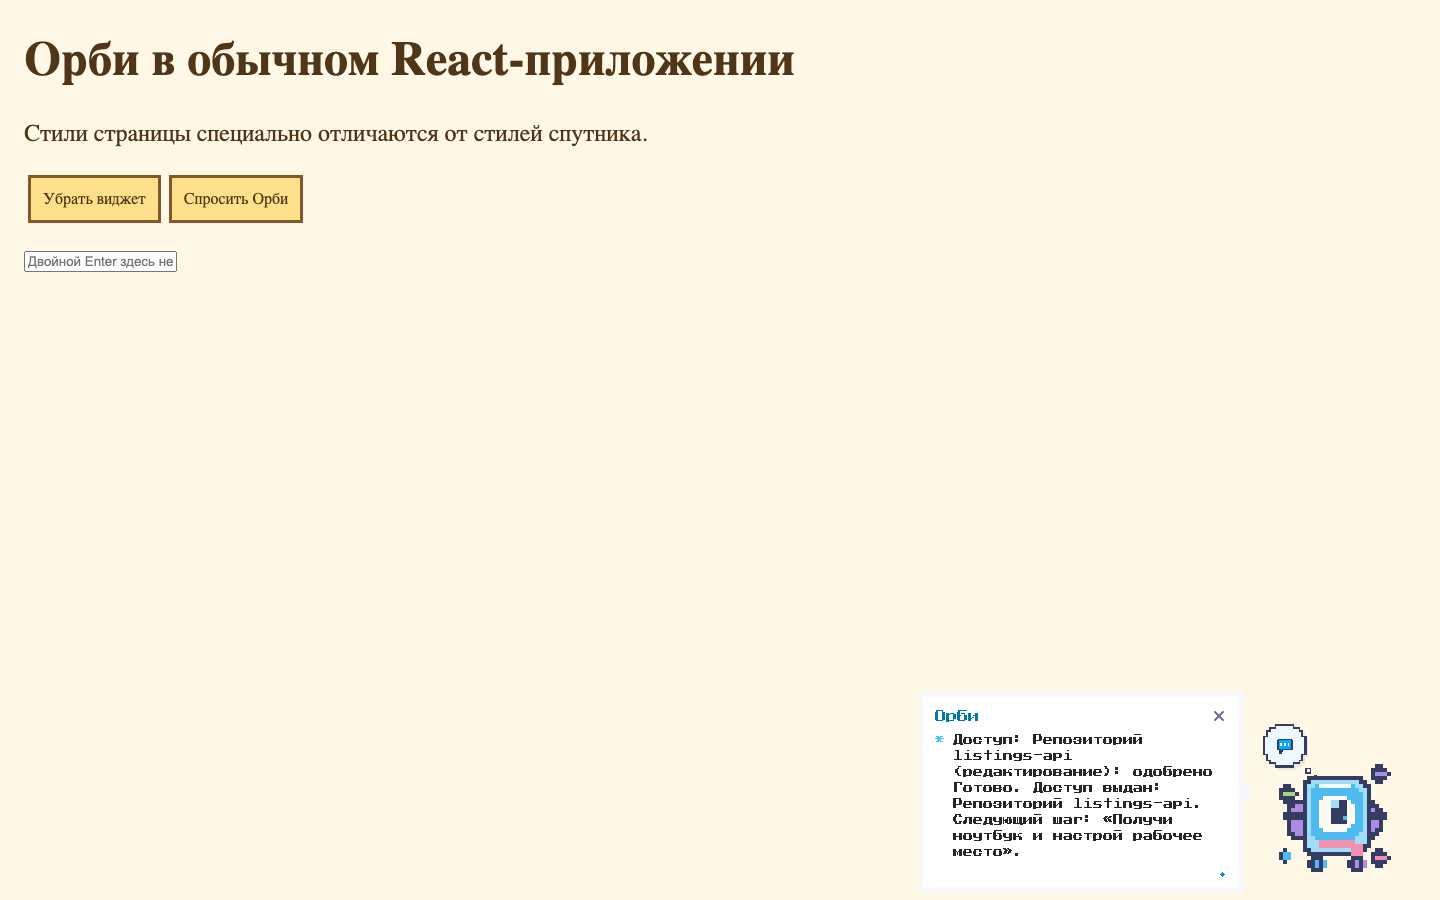 Орби в обычном React-приложении
Стили страницы специально отличаются от стилей спутника.
Убрать виджет
Спросить Орби
Двойной Enter здесь не
Орби
Доступ: Репозиторий
listings-api
(редактирование): одобрено
Готово. Доступ выдан:
Репозиторий listings-api.
Следующий шаг: «Получи
ноутбук и настрой рабочее
место».